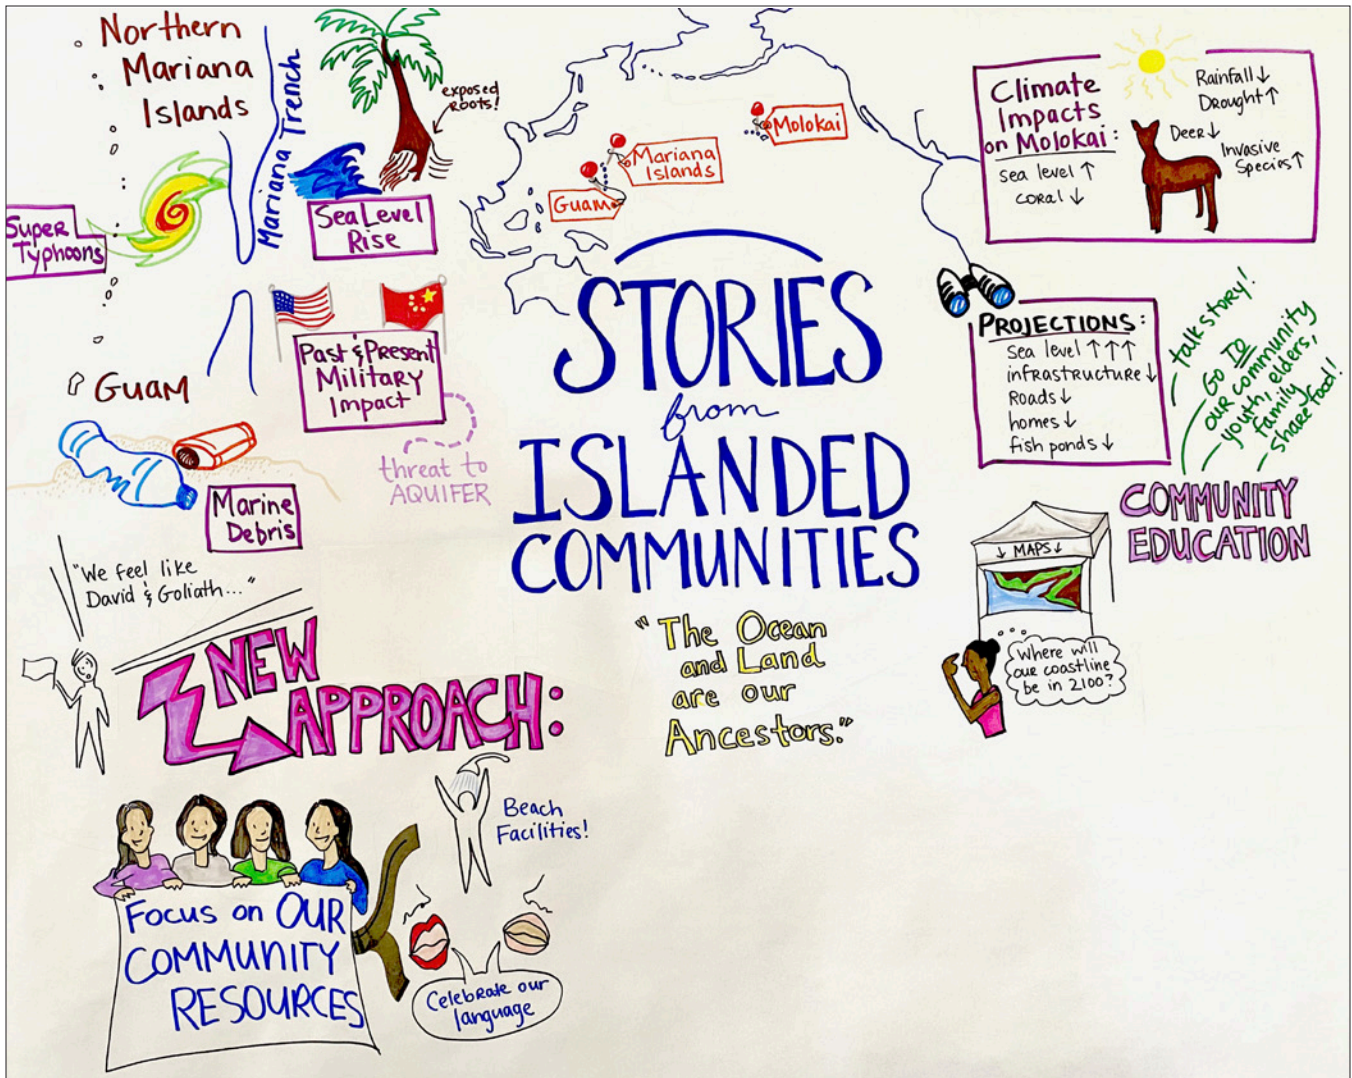 Northern
Mariana
Islands
Mariana Trench
exposed
Roots!
Super
Typhoons
Sea Level
Rise
Past & Present
Military
Impact
threat to
AQUIFER
Guam
Marine
Debris
"We feel like
David & Goliath..."
NEW
APPROACH:
Beach
Facilities!
Focus on OUR
COMMUNITY
RESOURCES
Celebrate our
language
Molokai
Mariana
Islands
Guam
STORIES
from
ISLANDED
COMMUNITIES
"The Ocean
and Land
are our
Ancestors."
Climate
Impacts
on Molokai:
sea level ↑
coral ↓
Rainfall ↓
Drought ↑
Deer ↓
Invasive
Species ↑
PROJECTIONS:
Sea level ↑↑↑
infrastructure ↓
Roads ↓
homes ↓
fish ponds ↓
talk story!
Go TO
our community
youth, elders,
family
share food!
COMMUNITY
EDUCATION
↓ MAPS ↓
Where will
our coastline
be in 2100?